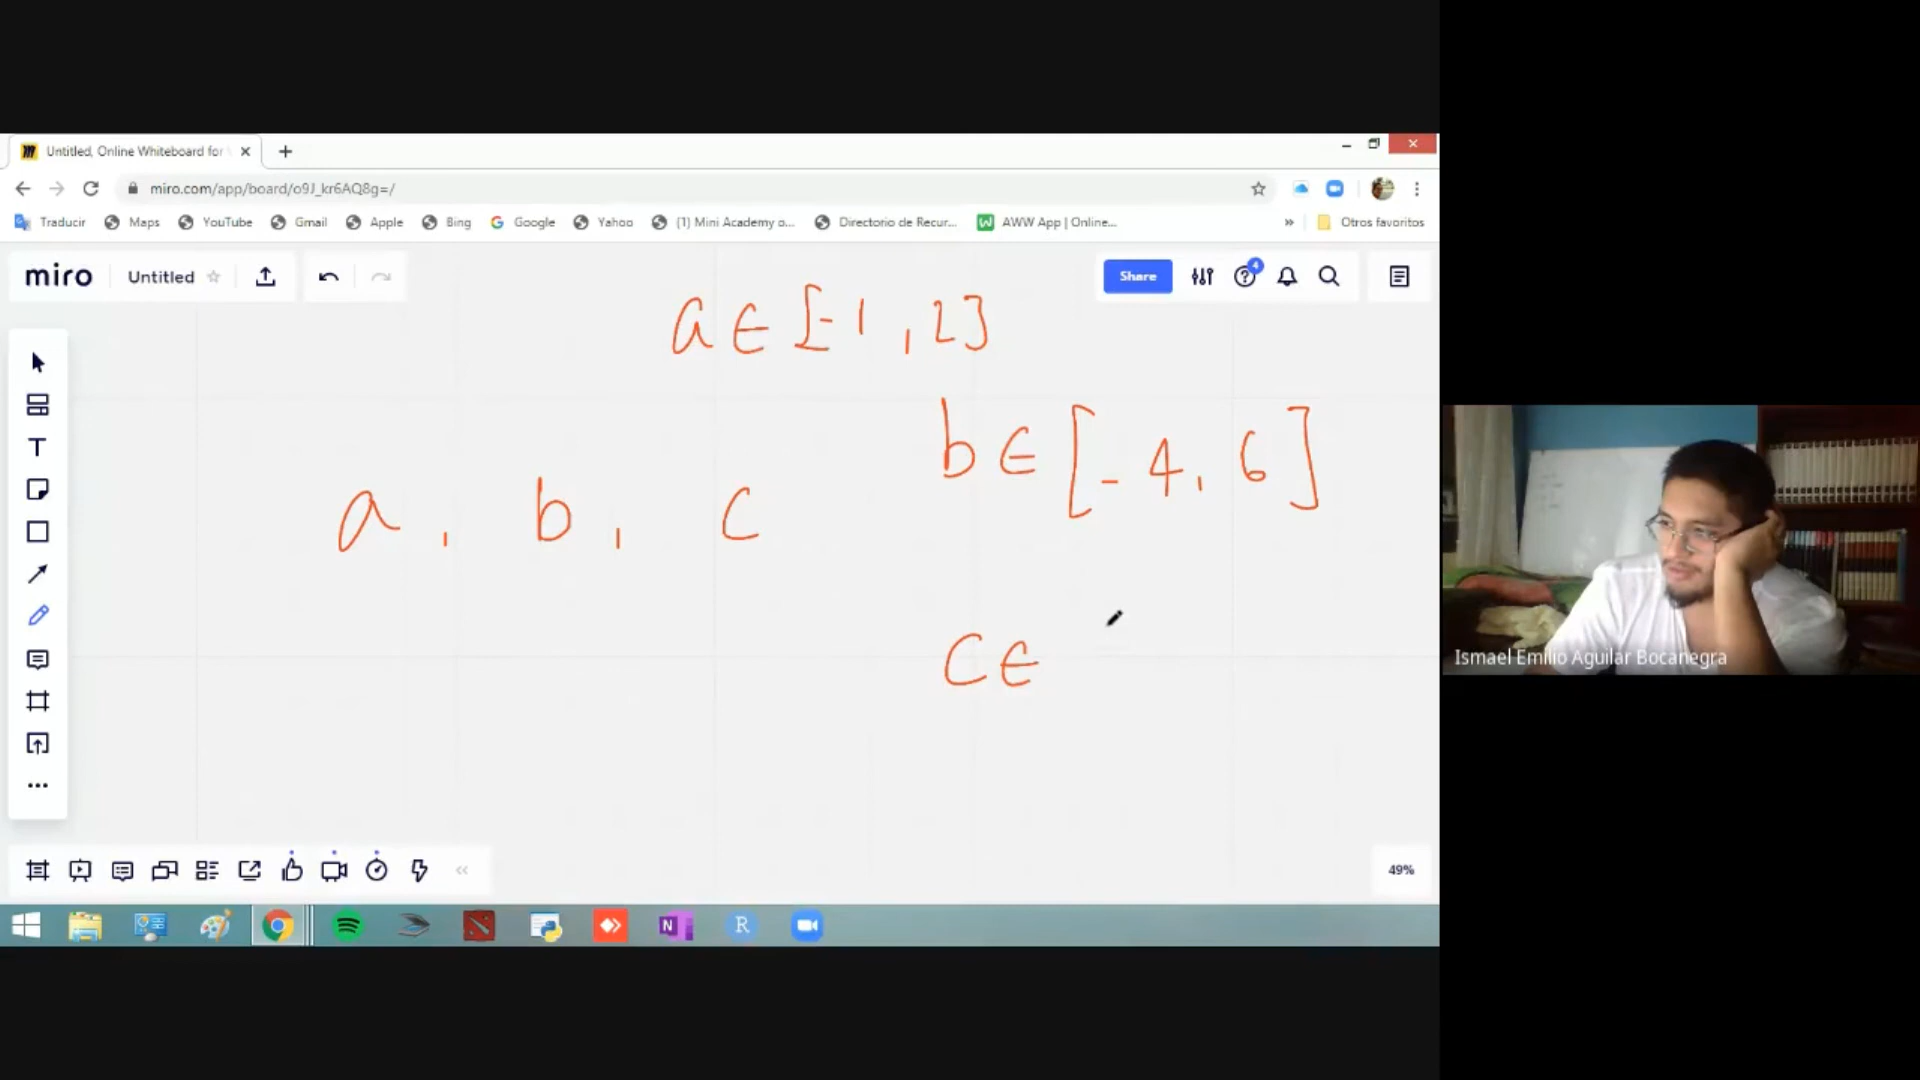 Untitled, Online Whiteboard for
miro.com/app/board/o9J_kr6AQ8g=/
Traducir Maps YouTube Gmail Apple Bing Google Yahoo (1) Mini Academy o... Directorio de Recur... AWW App | Online... » Otros favoritos
miro Untitled Share 4
a ∈ [-1, 2]
b ∈ [-4, 6]
a, b, c
c ∈
Ismael Emilio Aguilar Bocanegra
49%